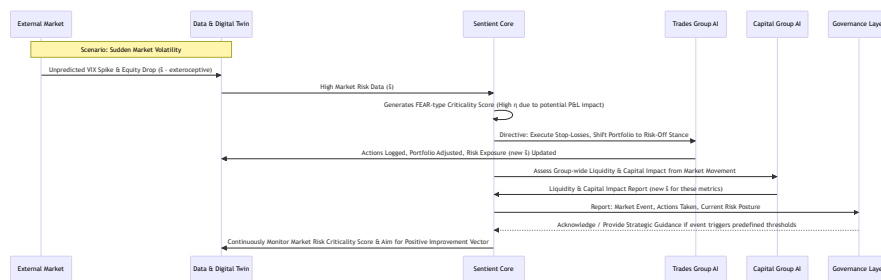 External Market
Data & Digital Twin
Sentient Core
Trades Group AI
Capital Group AI
Governance Laye
Scenario: Sudden Market Volatility
Unpredicted VIX Spike & Equity Drop (š - exteroceptive)
High Market Risk Data (š)
Generates FEAR-type Criticality Score (High η due to potential P&L impact)
Directive: Execute Stop-Losses, Shift Portfolio to Risk-Off Stance
Actions Logged, Portfolio Adjusted, Risk Exposure (new š) Updated
Assess Group-wide Liquidity & Capital Impact from Market Movement
Liquidity & Capital Impact Report (new š for these metrics)
Report: Market Event, Actions Taken, Current Risk Posture
Acknowledge / Provide Strategic Guidance if event triggers predefined thresholds
Continuously Monitor Market Risk Criticality Score & Aim for Positive Improvement Vector
External Market
Data & Digital Twin
Sentient Core
Trades Group AI
Capital Group AI
Governance Laye